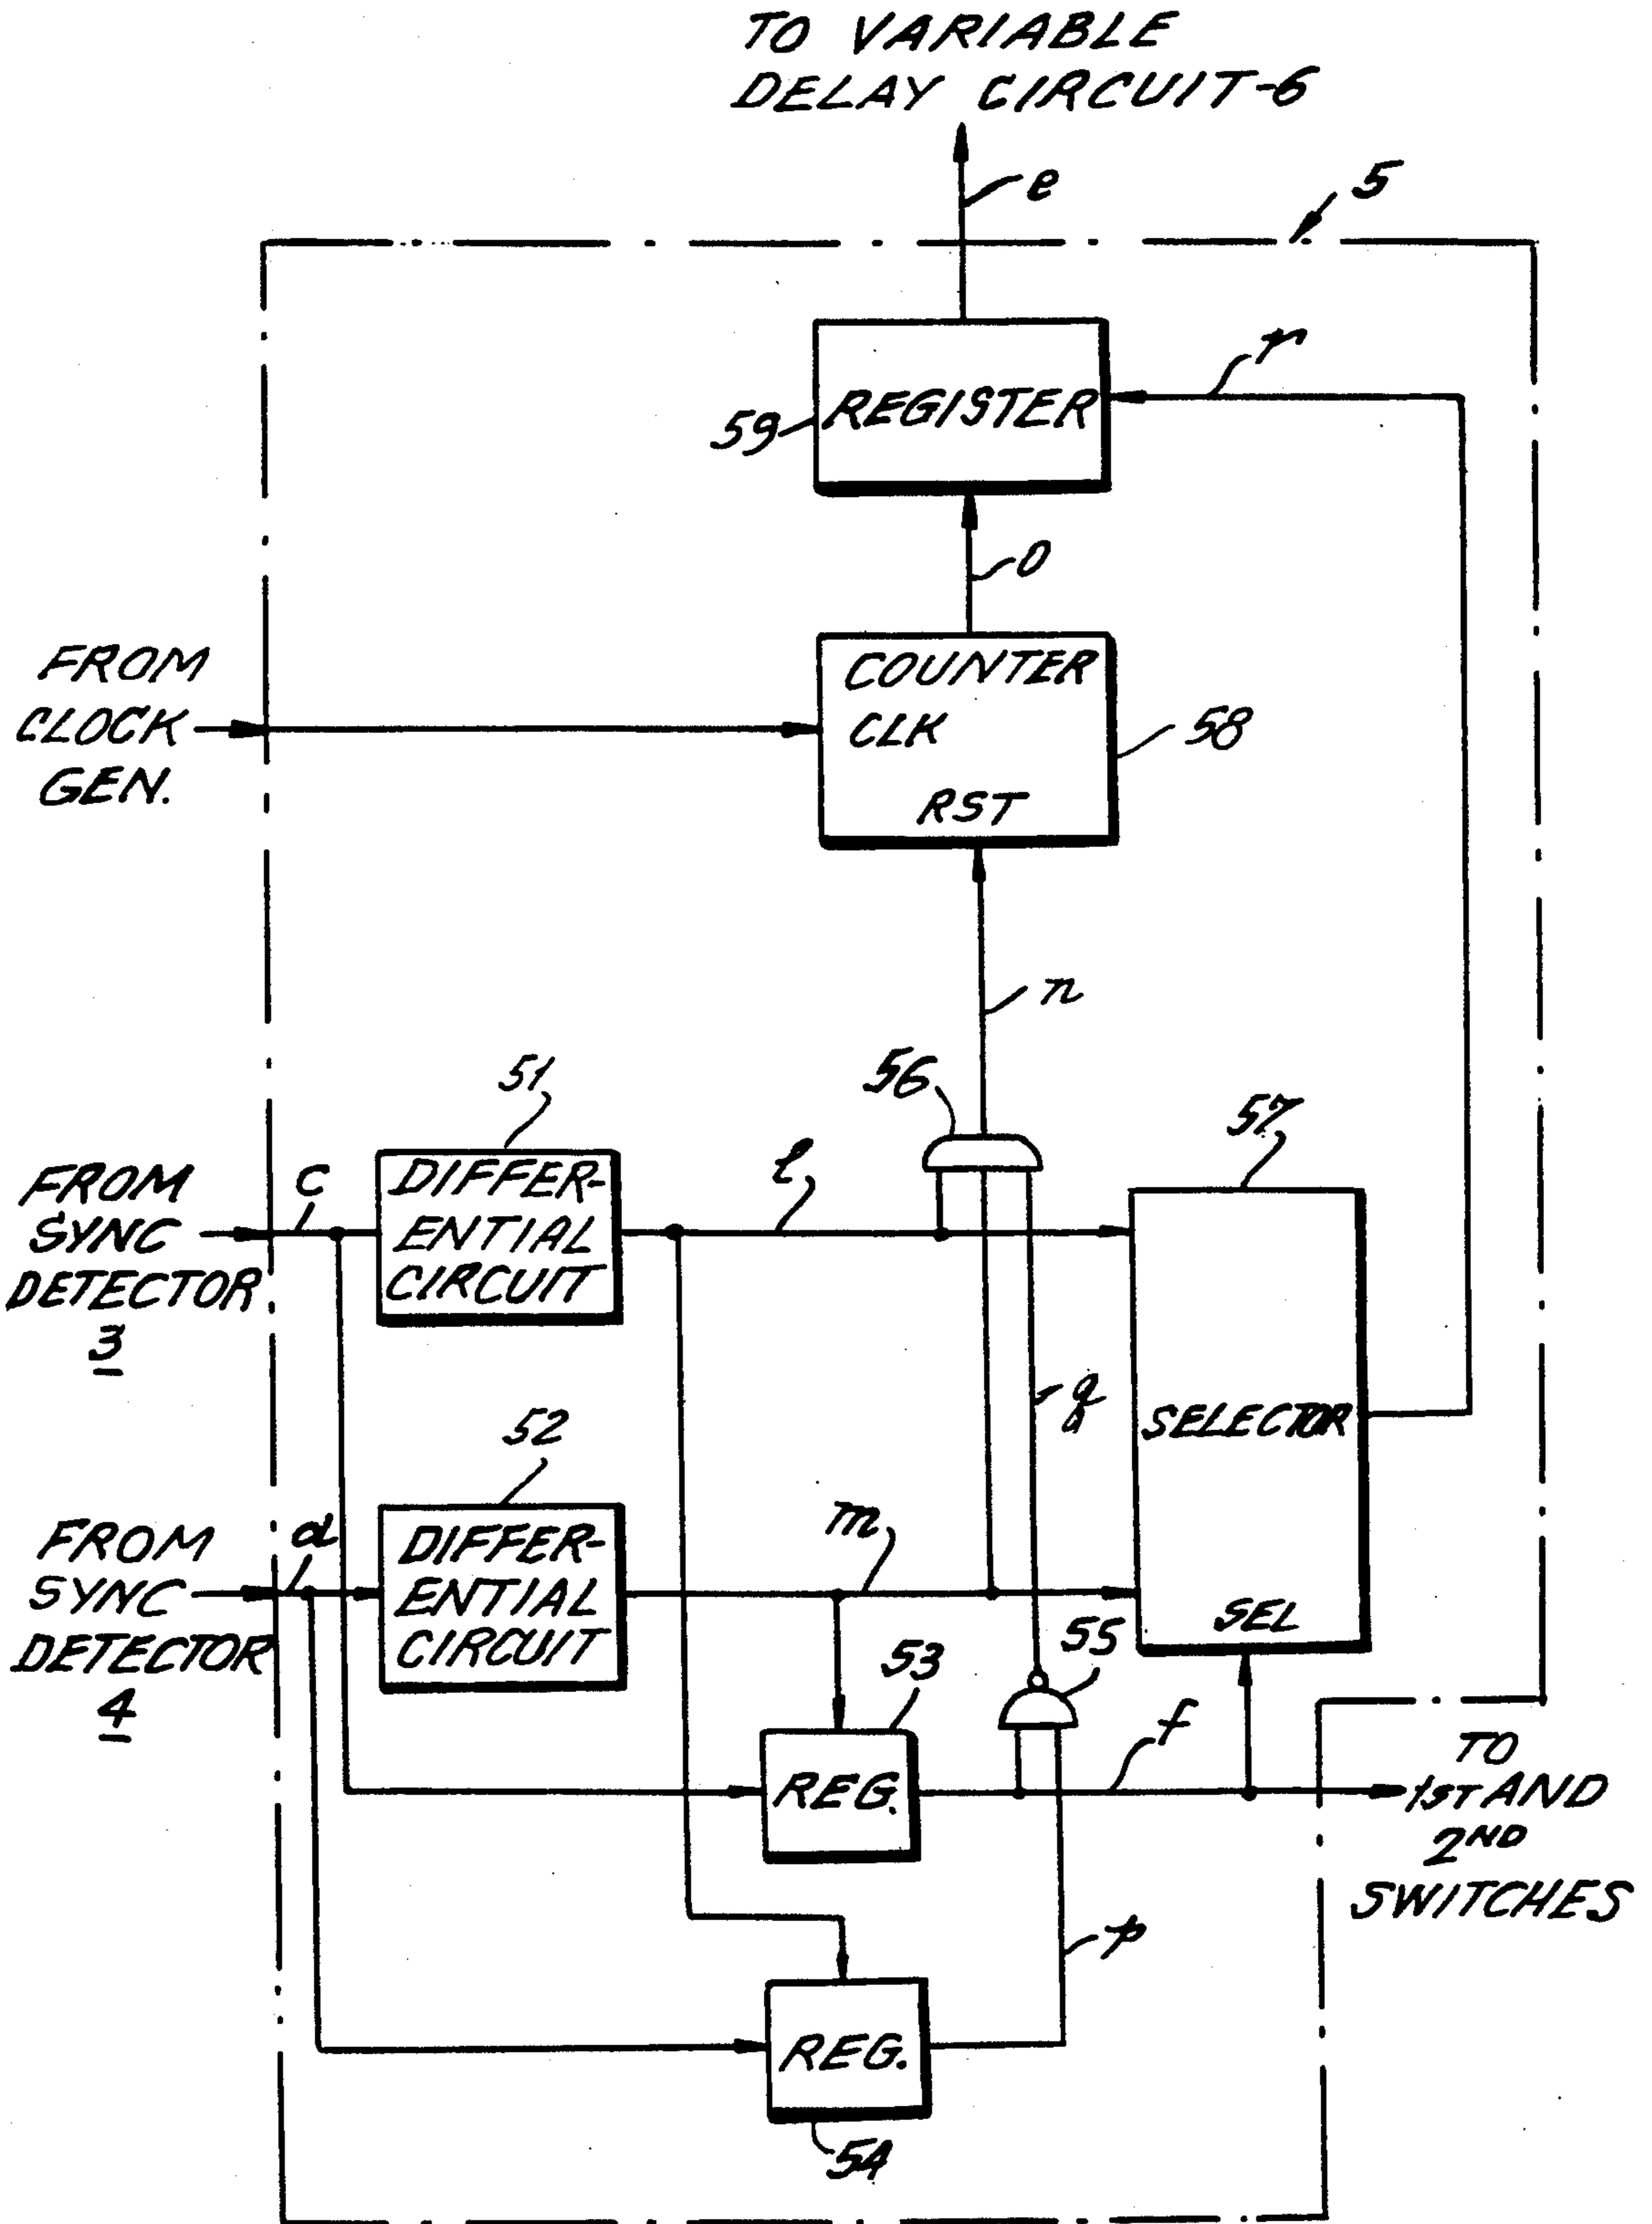 TO VARIABLE
DELAY CIRCUIT-6
e
5
r
59
REGISTER
o
FROM
CLOCK
GEN.
COUNTER
CLK
RST
58
n
56
51
57
FROM
SYNC
DETECTOR
3
c
DIFFER-
ENTIAL
CIRCUIT
l
q
SELECTOR
52
FROM
SYNC
DETECTOR
4
d
DIFFER-
ENTIAL
CIRCUIT
m
SEL
55
53
f
REG.
TO
1ST AND
2ND
SWITCHES
p
REG.
54